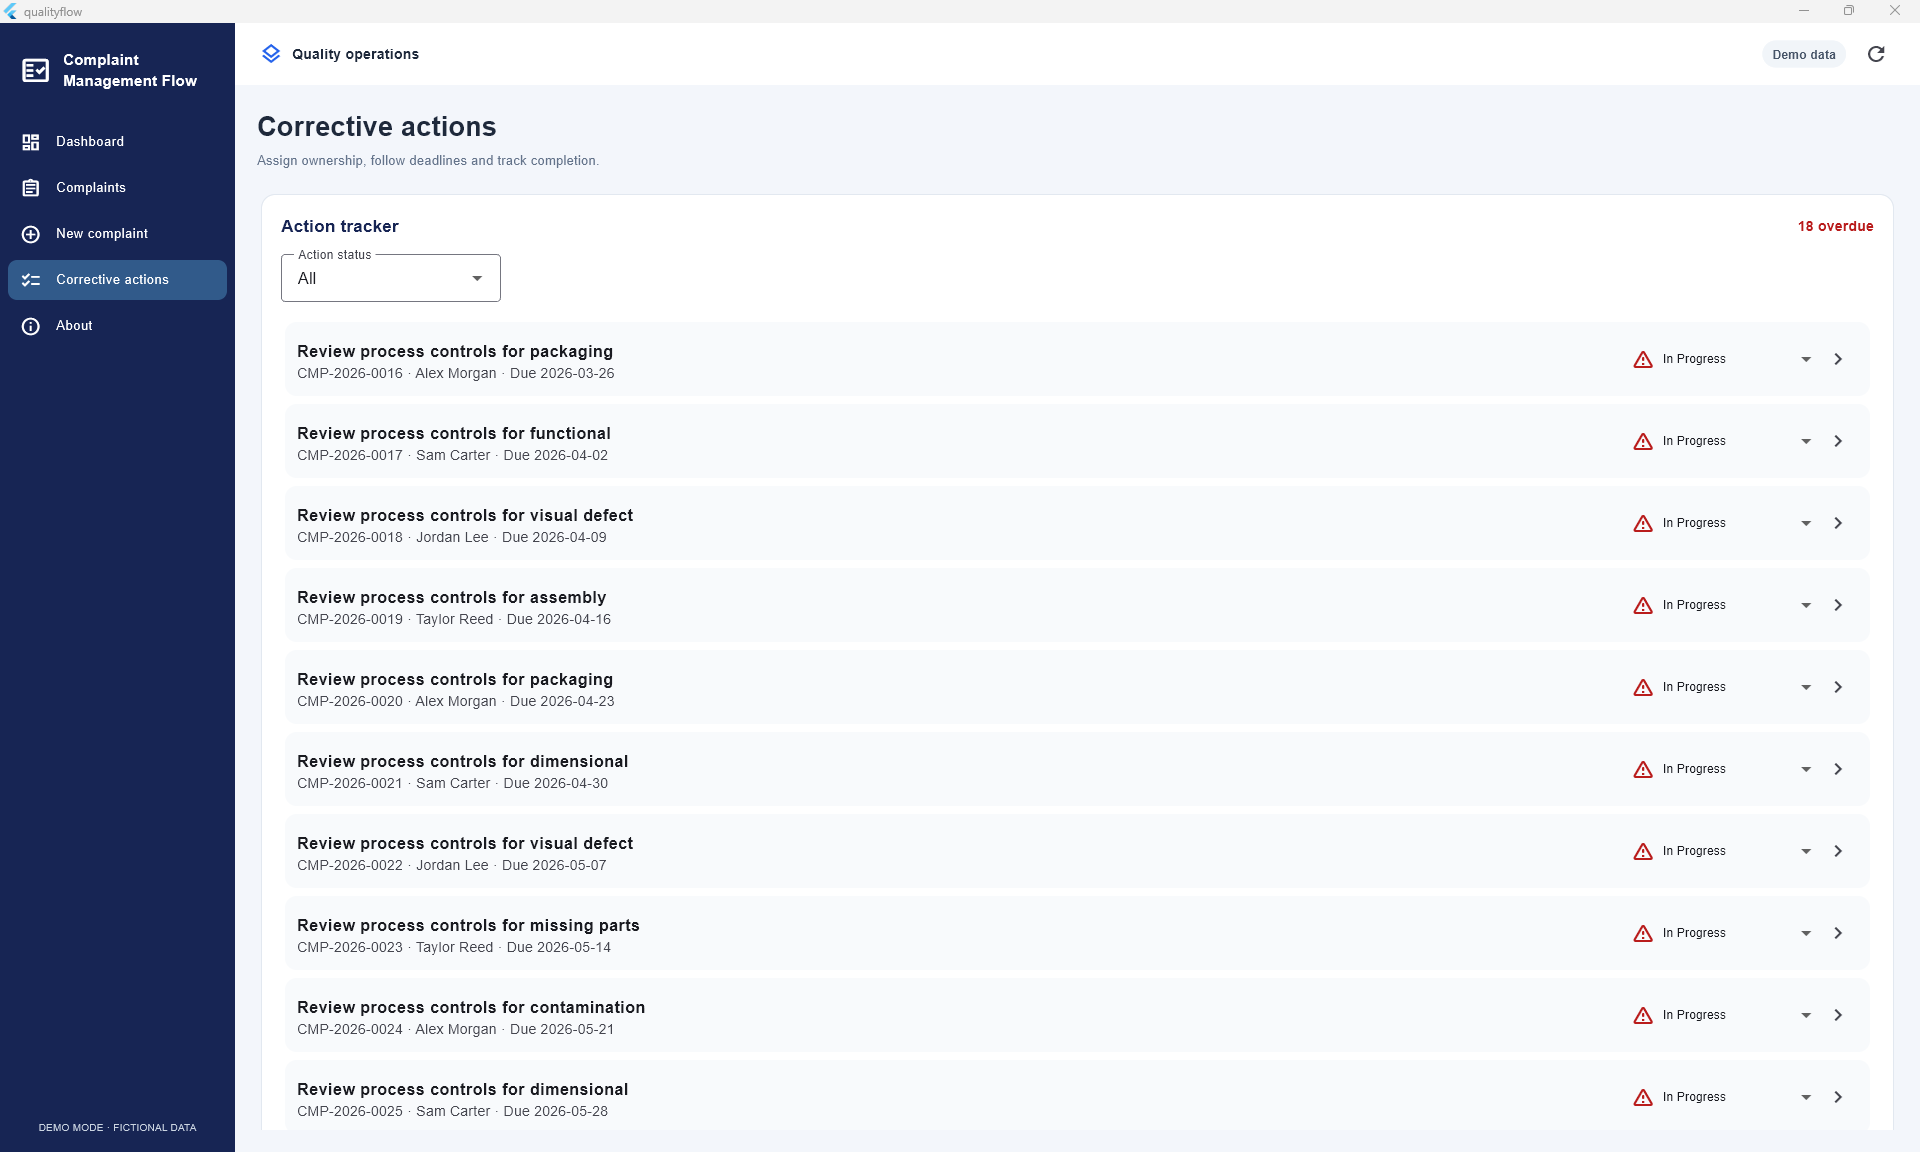 qualityflow
Complaint
Management Flow
Dashboard
Complaints
New complaint
Corrective actions
About
DEMO MODE · FICTIONAL DATA
Quality operations
Demo data
Corrective actions
Assign ownership, follow deadlines and track completion.
Action tracker
18 overdue
Action status
All
Review process controls for packaging
CMP-2026-0016 · Alex Morgan · Due 2026-03-26
In Progress
Review process controls for functional
CMP-2026-0017 · Sam Carter · Due 2026-04-02
In Progress
Review process controls for visual defect
CMP-2026-0018 · Jordan Lee · Due 2026-04-09
In Progress
Review process controls for assembly
CMP-2026-0019 · Taylor Reed · Due 2026-04-16
In Progress
Review process controls for packaging
CMP-2026-0020 · Alex Morgan · Due 2026-04-23
In Progress
Review process controls for dimensional
CMP-2026-0021 · Sam Carter · Due 2026-04-30
In Progress
Review process controls for visual defect
CMP-2026-0022 · Jordan Lee · Due 2026-05-07
In Progress
Review process controls for missing parts
CMP-2026-0023 · Taylor Reed · Due 2026-05-14
In Progress
Review process controls for contamination
CMP-2026-0024 · Alex Morgan · Due 2026-05-21
In Progress
Review process controls for dimensional
CMP-2026-0025 · Sam Carter · Due 2026-05-28
In Progress